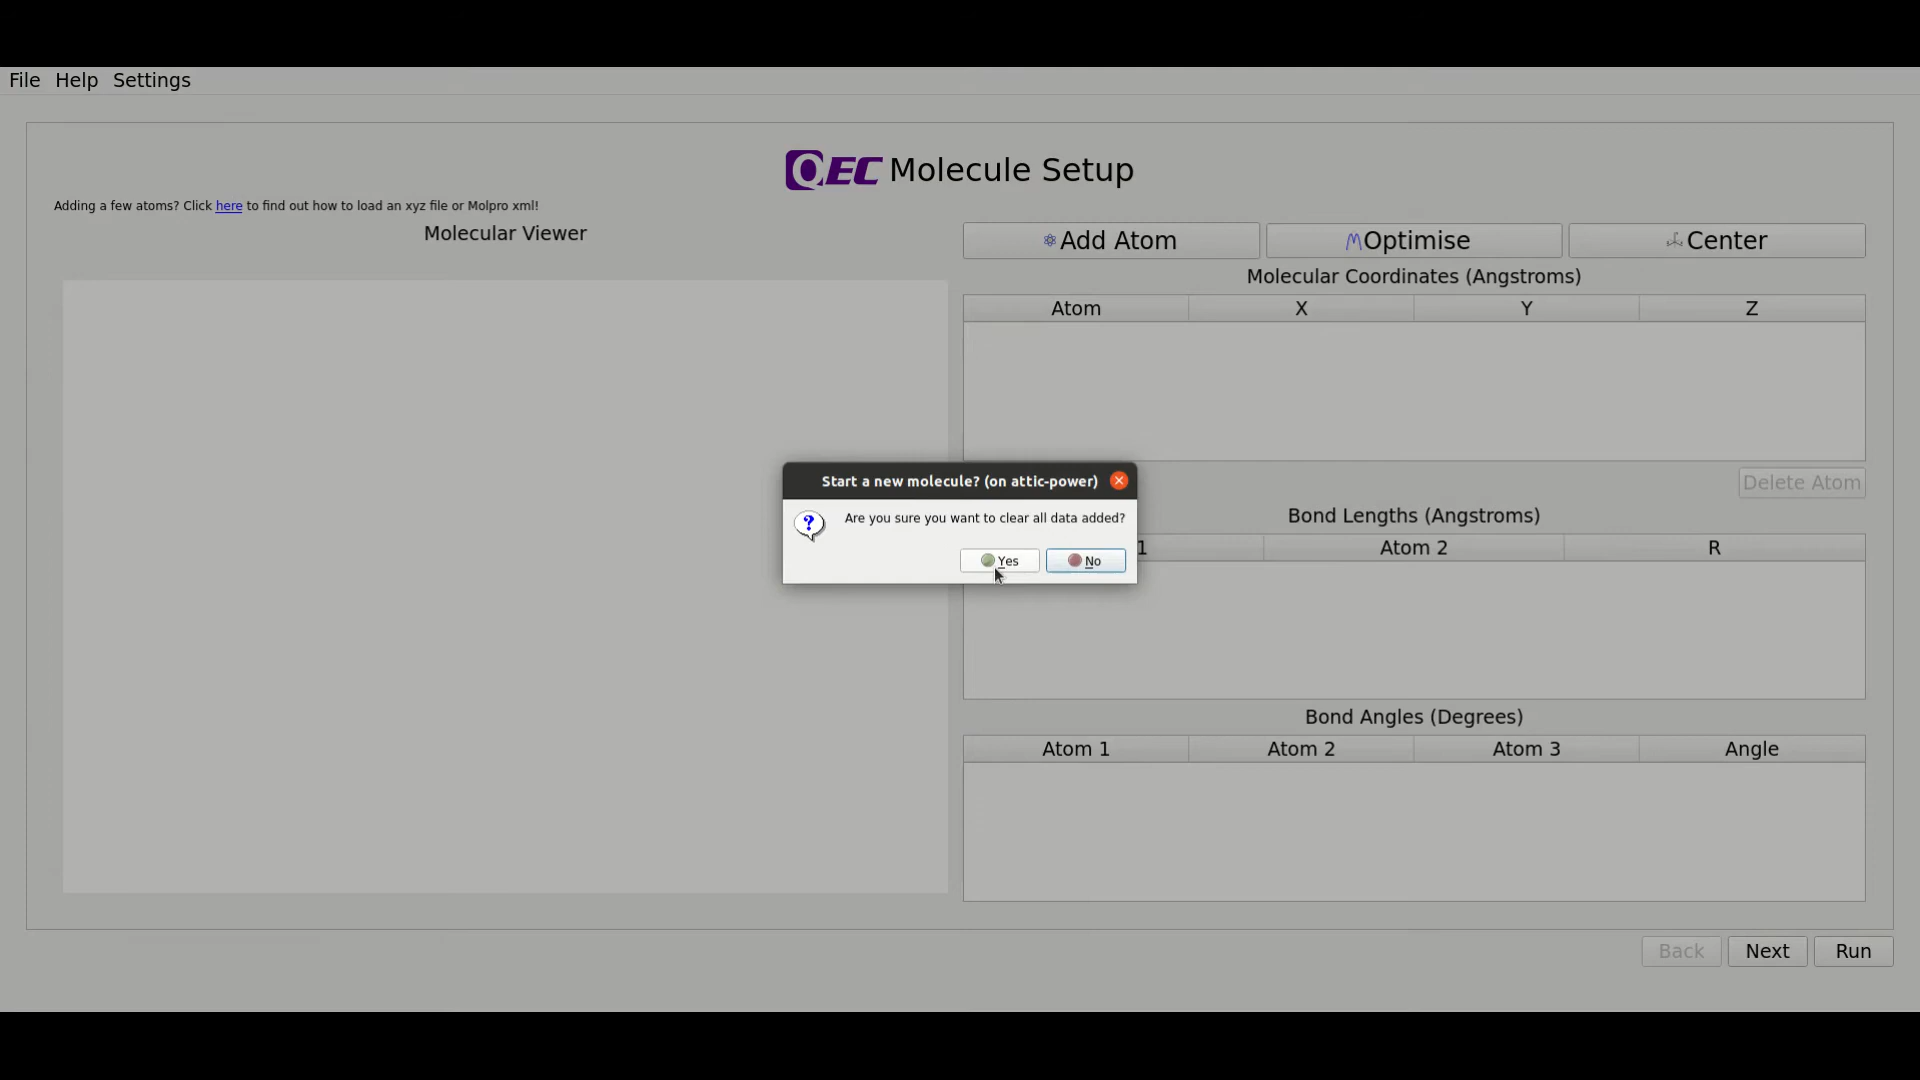 File Help Settings
QEC Molecule Setup
Adding a few atoms? Click here to find out how to load an xyz file or Molpro xml!
Molecular Viewer
Add Atom Optimise Center
Molecular Coordinates (Angstroms)
Atom X Y Z
Delete Atom
Start a new molecule? (on attic-power)
Are you sure you want to clear all data added?
Yes No
Bond Lengths (Angstroms)
1 Atom 2 R
Bond Angles (Degrees)
Atom 1 Atom 2 Atom 3 Angle
Back Next Run